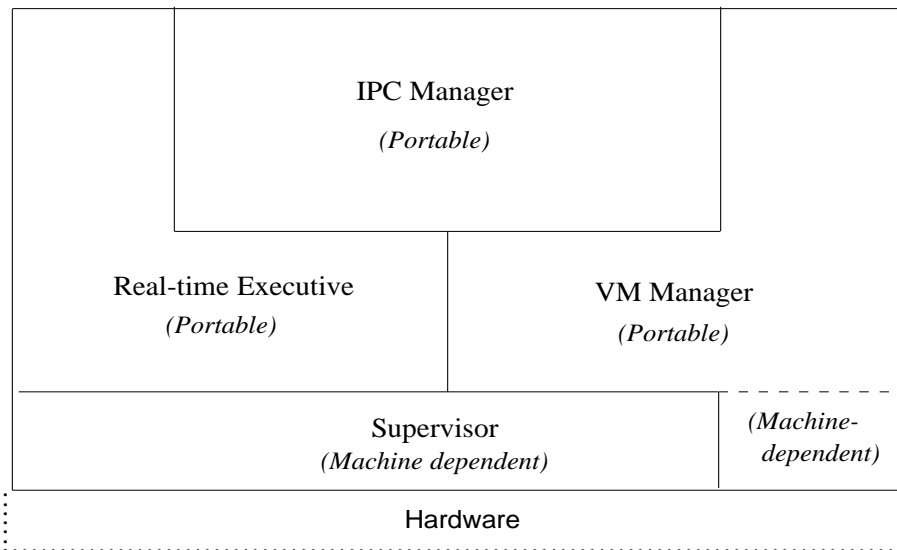 IPC Manager
(Portable)
Real-time Executive
(Portable)
VM Manager
(Portable)
Supervisor
(Machine dependent)
(Machine-
dependent)
Hardware